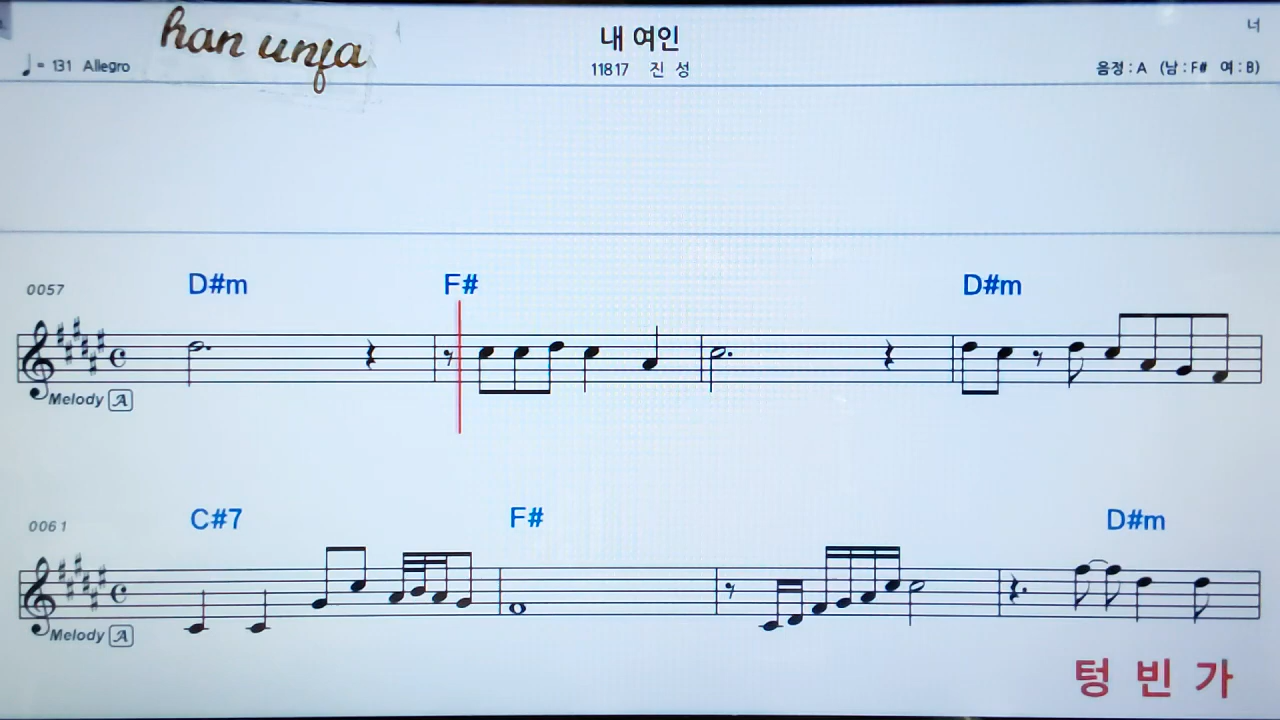 han unja
내 여인
너
♩= 131 Allegro
11817 진 성
음정 : A (남 : F# 여 : B)
0057
D#m F# D#m
Melody A
0061
C#7 F# D#m
Melody A
텅 빈 가